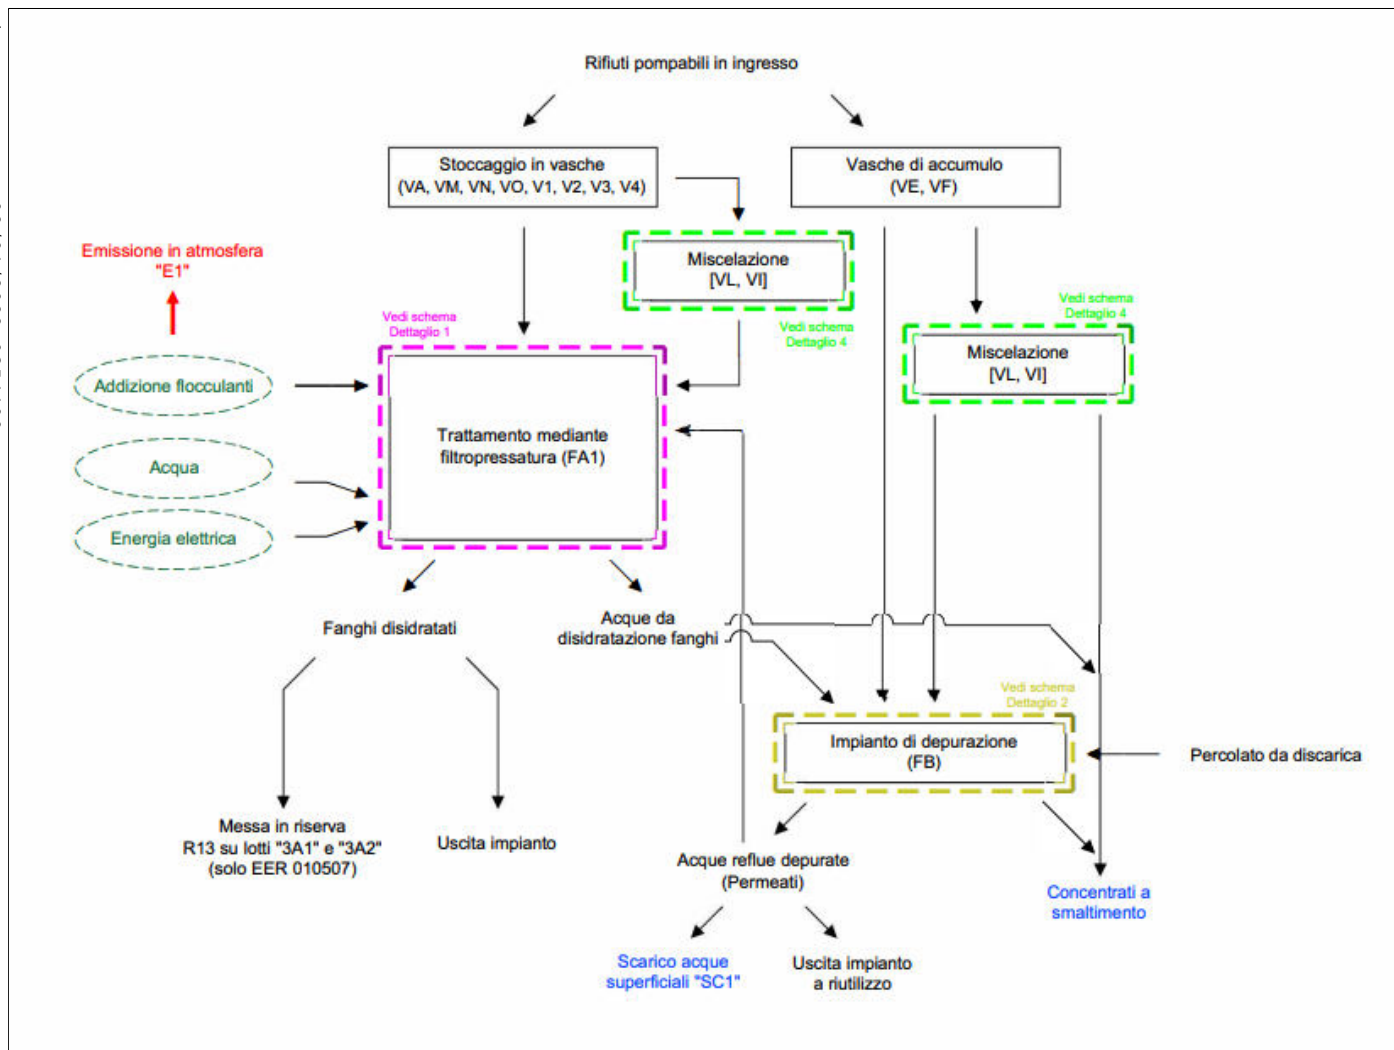 Rifiuti pompabili in ingresso
Stoccaggio in vasche
(VA, VM, VN, VO, V1, V2, V3, V4)
Vasche di accumulo
(VE, VF)
Emissione in atmosfera
"E1"
Miscelazione
[VL, VI]
Vedi schema
Dettaglio 4
Vedi schema
Dettaglio 1
Vedi schema
Dettaglio 4
Miscelazione
[VL, VI]
Addizione flocculanti
Trattamento mediante
filtropressatura (FA1)
Acqua
Energia elettrica
Fanghi disidratati
Acque da
disidratazione fanghi
Vedi schema
Dettaglio 2
Impianto di depurazione
(FB)
Percolato da discarica
Messa in riserva
R13 su lotti "3A1" e "3A2"
(solo EER 010507)
Uscita impianto
Acque reflue depurate
(Permeati)
Concentrati a
smaltimento
Scarico acque
superficiali "SC1"
Uscita impianto
a riutilizzo